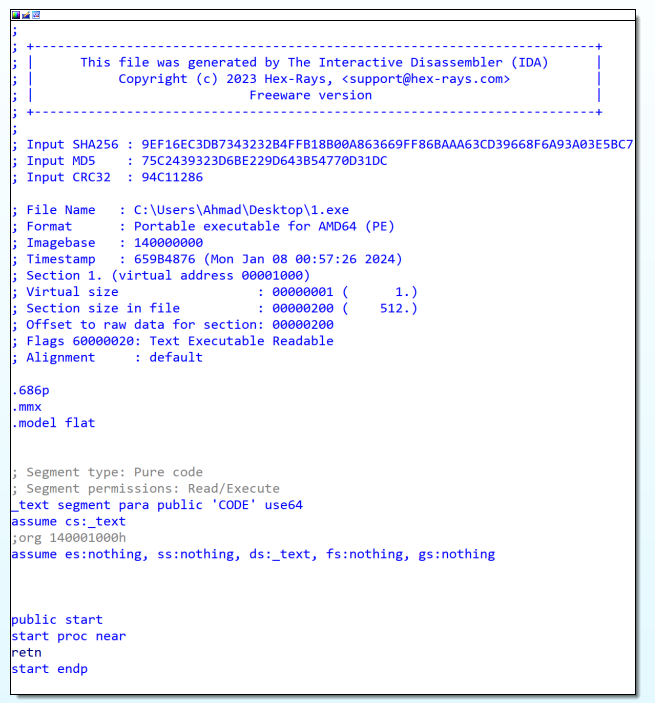 ;
; +-------------------------------------------------------------------------+
; |      This file was generated by The Interactive Disassembler (IDA)      |
; |           Copyright (c) 2023 Hex-Rays, <support@hex-rays.com>           |
; |                            Freeware version                             |
; +-------------------------------------------------------------------------+
;
; Input SHA256 : 9EF16EC3DB7343232B4FFB18B00A863669FF86BAAA63CD39668F6A93A03E5BC7
; Input MD5    : 75C2439323D6BE229D643B54770D31DC
; Input CRC32  : 94C11286
; File Name   : C:\Users\Ahmad\Desktop\1.exe
; Format      : Portable executable for AMD64 (PE)
; Imagebase   : 140000000
; Timestamp   : 659B4876 (Mon Jan 08 00:57:26 2024)
; Section 1. (virtual address 00001000)
; Virtual size                  : 00000001 (      1.)
; Section size in file          : 00000200 (    512.)
; Offset to raw data for section: 00000200
; Flags 60000020: Text Executable Readable
; Alignment     : default
.686p
.mmx
.model flat
; Segment type: Pure code
; Segment permissions: Read/Execute
_text segment para public 'CODE' use64
assume cs:_text
;org 140001000h
assume es:nothing, ss:nothing, ds:_text, fs:nothing, gs:nothing
public start
start proc near
retn
start endp